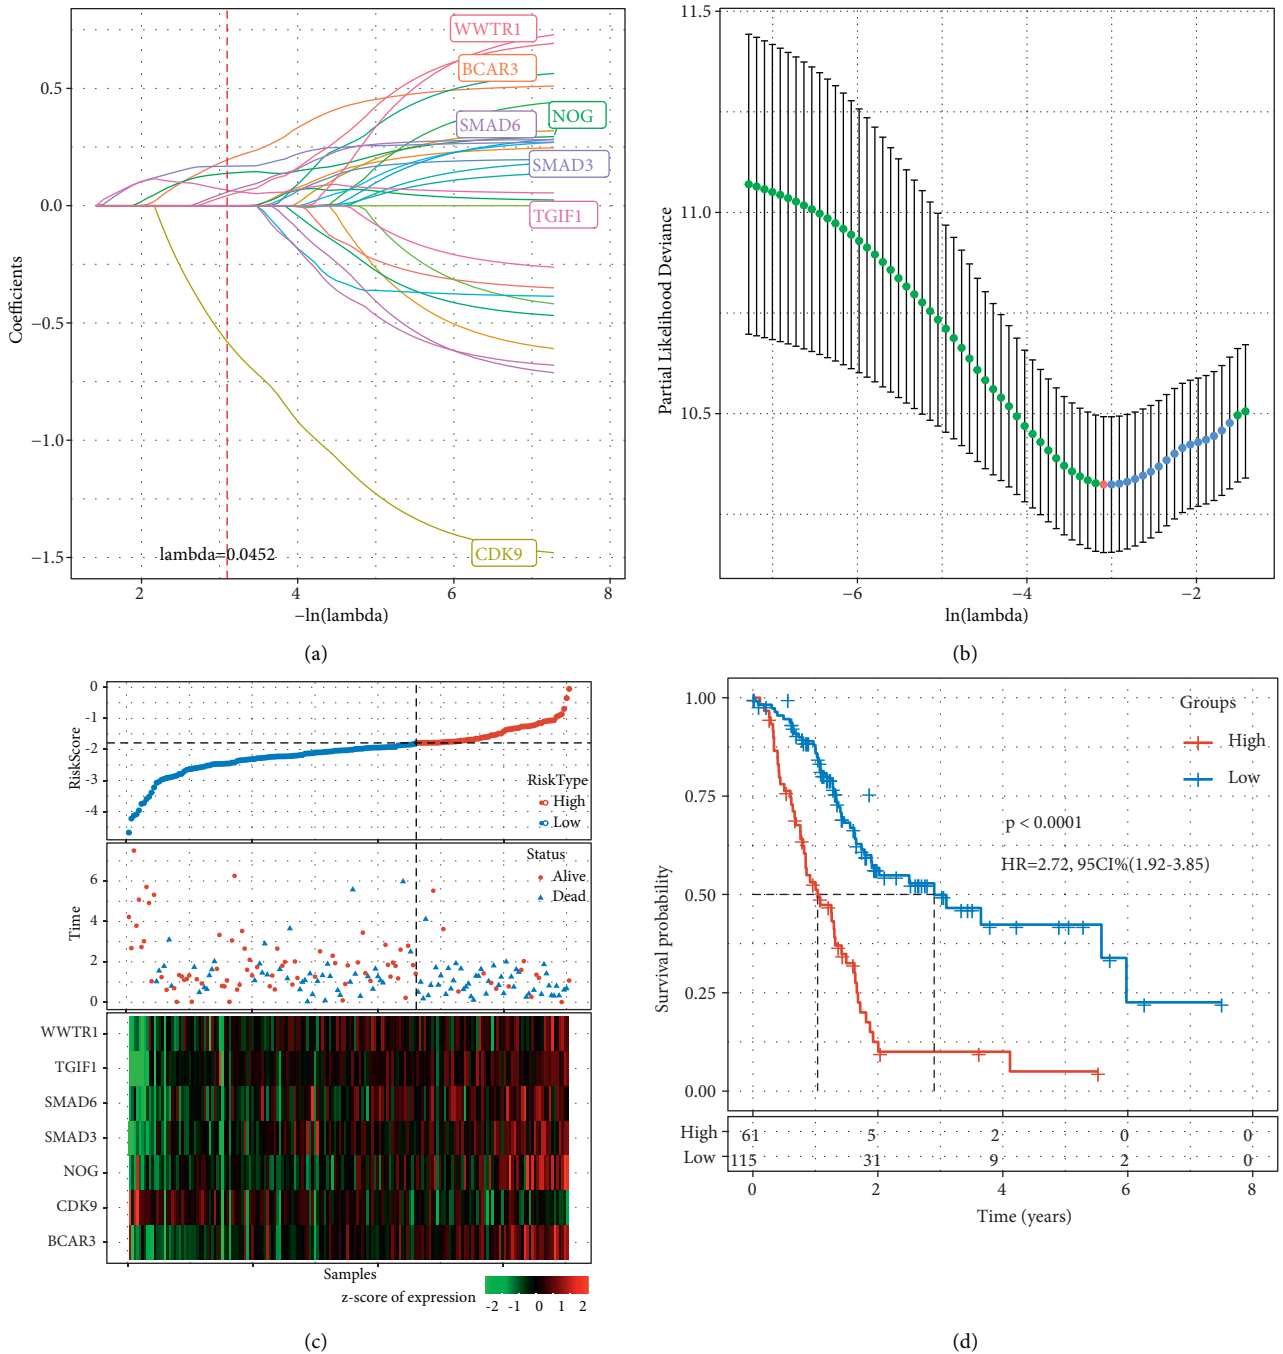 WWTR1
BCAR3
NOG
SMAD6
SMAD3
TGIF1
CDK9
lambda=0.0452
0.5
0.0
−0.5
−1.0
−1.5
Coefficients
2 4 6 8
−ln(lambda)
(a)
11.5
11.0
10.5
Partial Likelihood Deviance
−6 −4 −2
ln(lambda)
(b)
0
-1
-2
-3
-4
RiskScore
RiskType
High
Low
6
4
2
0
Time
Status
Alive
Dead
WWTR1
TGIF1
SMAD6
SMAD3
NOG
CDK9
BCAR3
Samples
z-score of expression
-2 -1 0 1 2
(c)
1.00
0.75
0.50
0.25
0.00
Survival probability
Groups
High
Low
p < 0.0001
HR=2.72, 95CI%(1.92-3.85)
High 61 5 2 0 0
Low 115 31 9 2 0
0 2 4 6 8
Time (years)
(d)